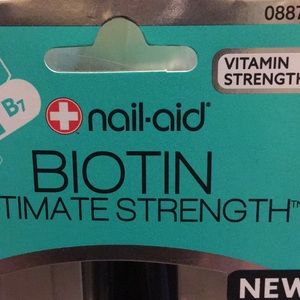 0887
VITAMIN
STRENGTH
B7
nail-aid®
BIOTIN
TIMATE STRENGTH™
NEW